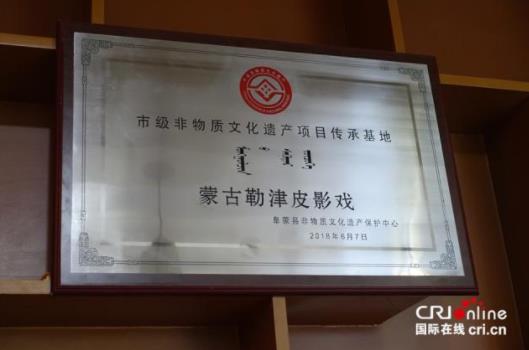 市级非物质文化遗产项目传承基地
蒙古勒津皮影戏
阜蒙县非物质文化遗产保护中心
2018年6月7日
CRI online
国际在线 cri.cn